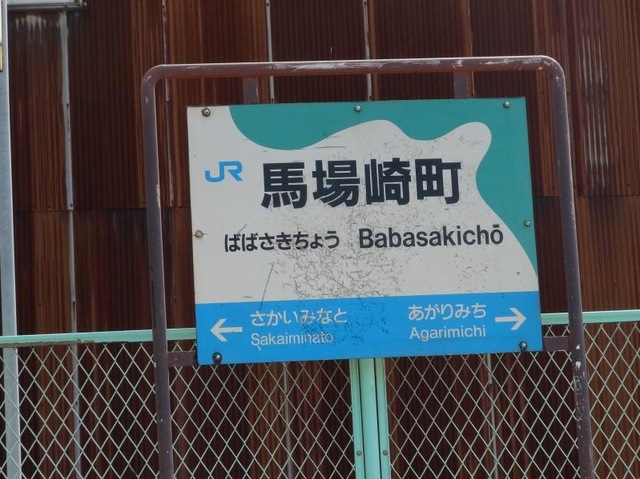 JR 馬場崎町
ばばさきちょう Babasakichō
← さかいみなと あがりみち →
Sakaiminato Agarimichi